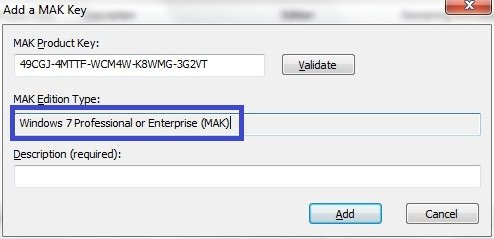 Add a MAK Key
MAK Product Key:
49CGJ-4MTTF-WCM4W-K8WMG-3G2VT
Validate
MAK Edition Type:
Windows 7 Professional or Enterprise (MAK)
Description (required):
Add
Cancel